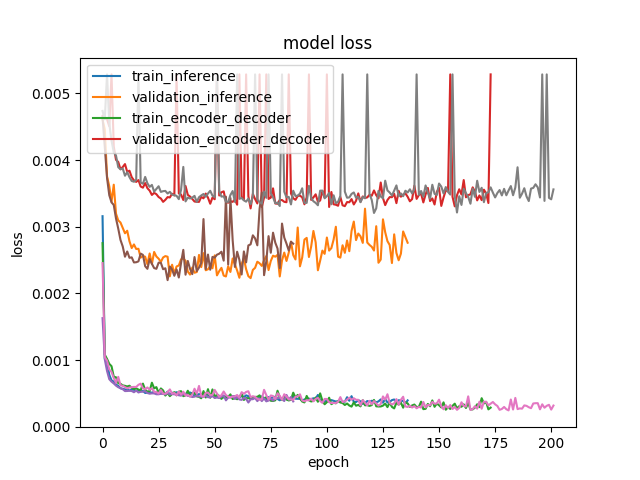 model loss
train_inference
validation_inference
train_encoder_decoder
validation_encoder_decoder
loss
0.005
0.004
0.003
0.002
0.001
0.000
0 25 50 75 100 125 150 175 200
epoch